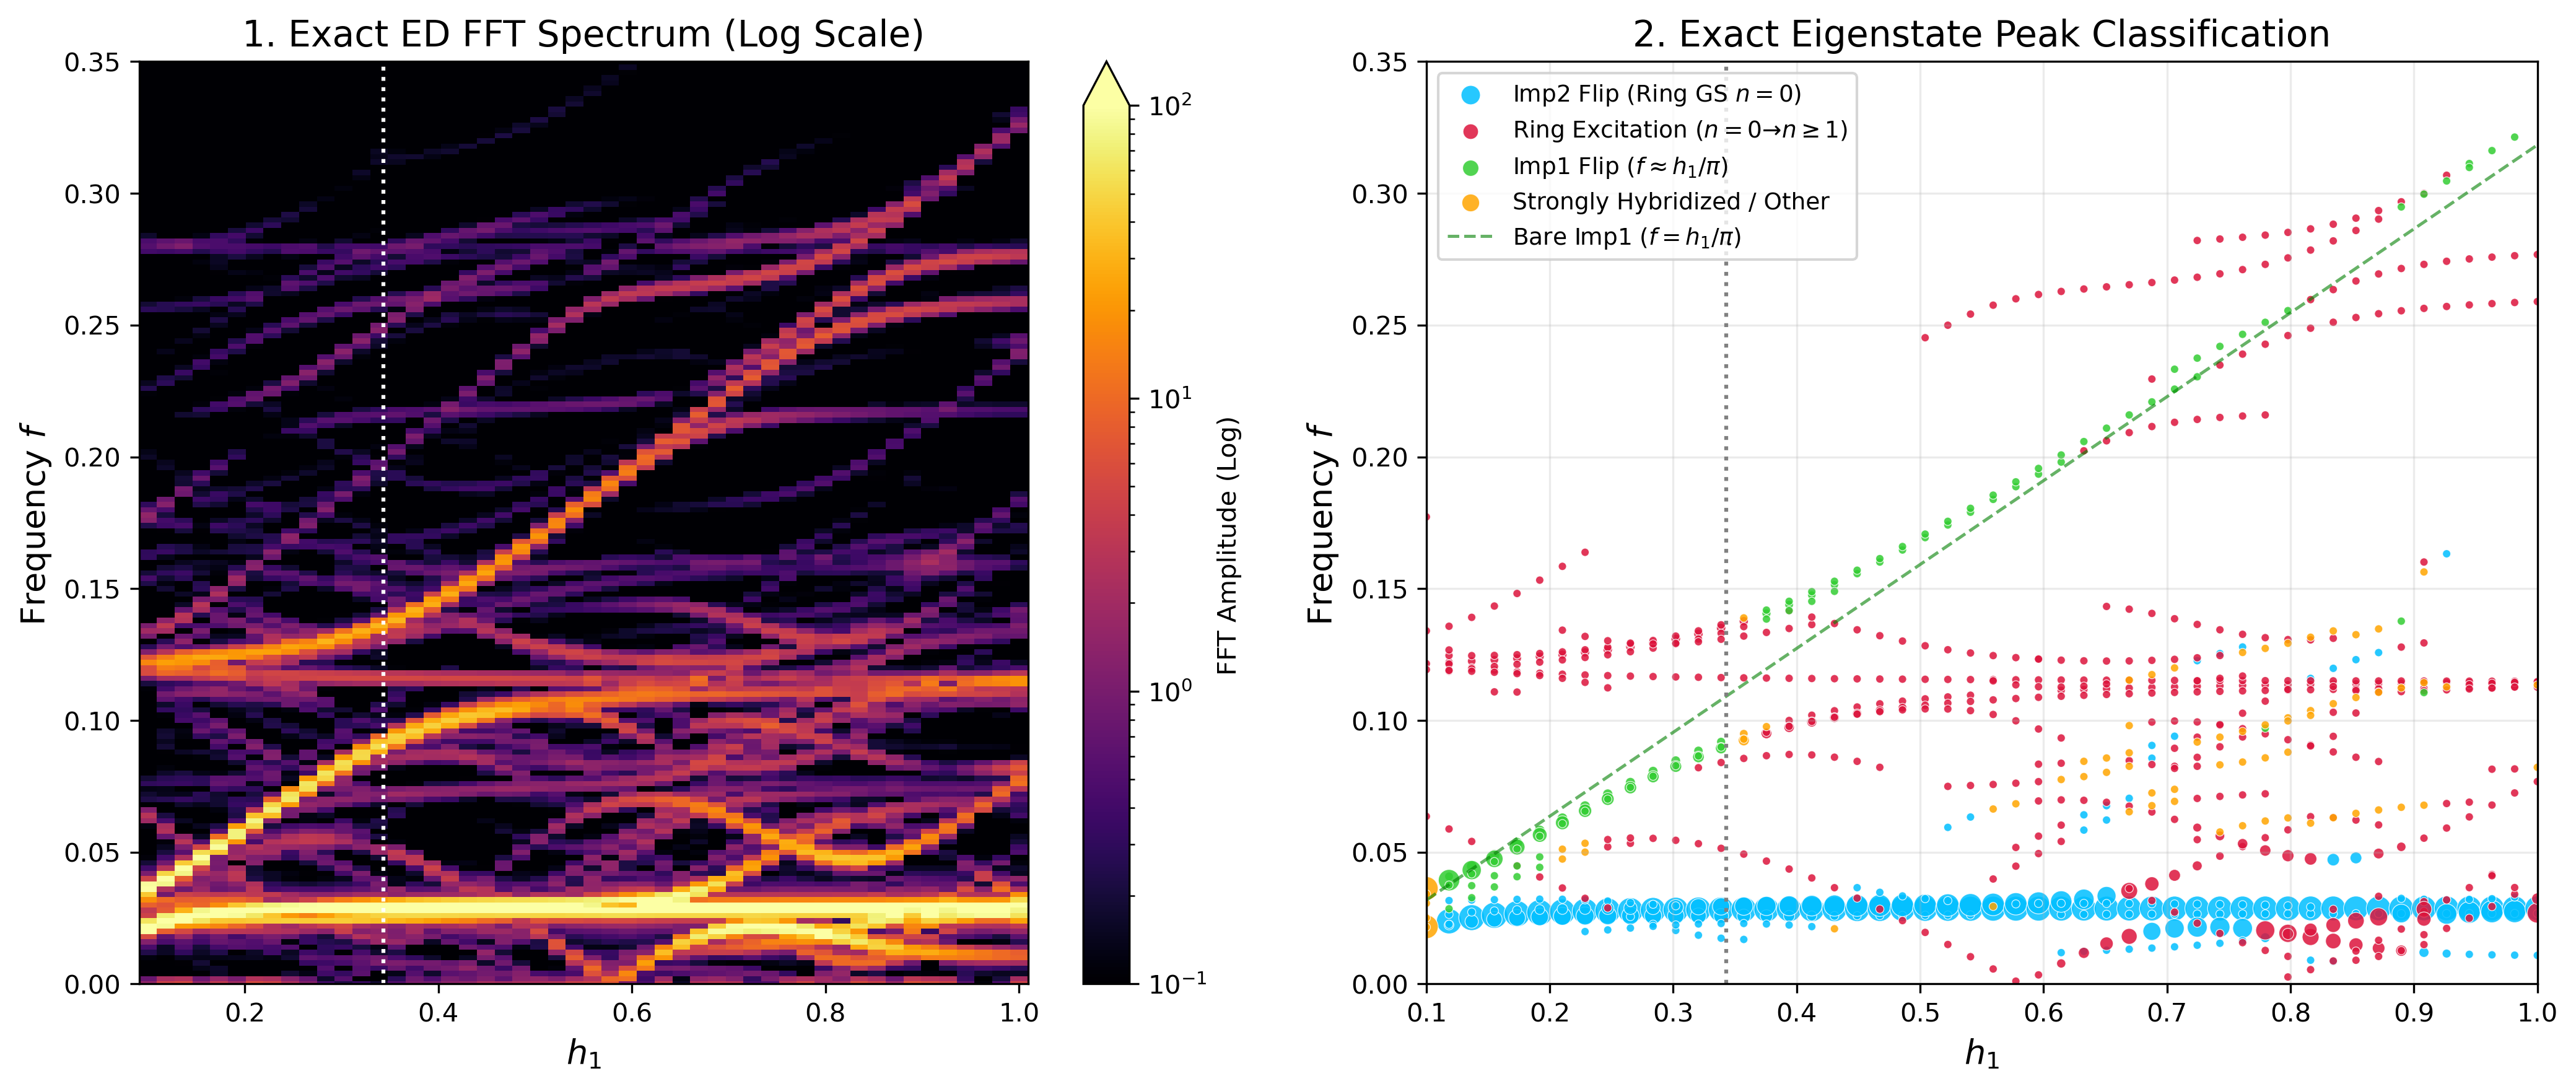 1. Exact ED FFT Spectrum (Log Scale)
Frequency f
0.35
0.30
0.25
0.20
0.15
0.10
0.05
0.00
0.2
0.4
0.6
0.8
1.0
h₁
10²
10¹
10⁰
10⁻¹
FFT Amplitude (Log)
2. Exact Eigenstate Peak Classification
Imp2 Flip (Ring GS n = 0)
Ring Excitation (n = 0→n ≥ 1)
Imp1 Flip (f ≈ h₁/π)
Strongly Hybridized / Other
Bare Imp1 (f = h₁/π)
Frequency f
0.35
0.30
0.25
0.20
0.15
0.10
0.05
0.00
0.1
0.2
0.3
0.4
0.5
0.6
0.7
0.8
0.9
1.0
h₁